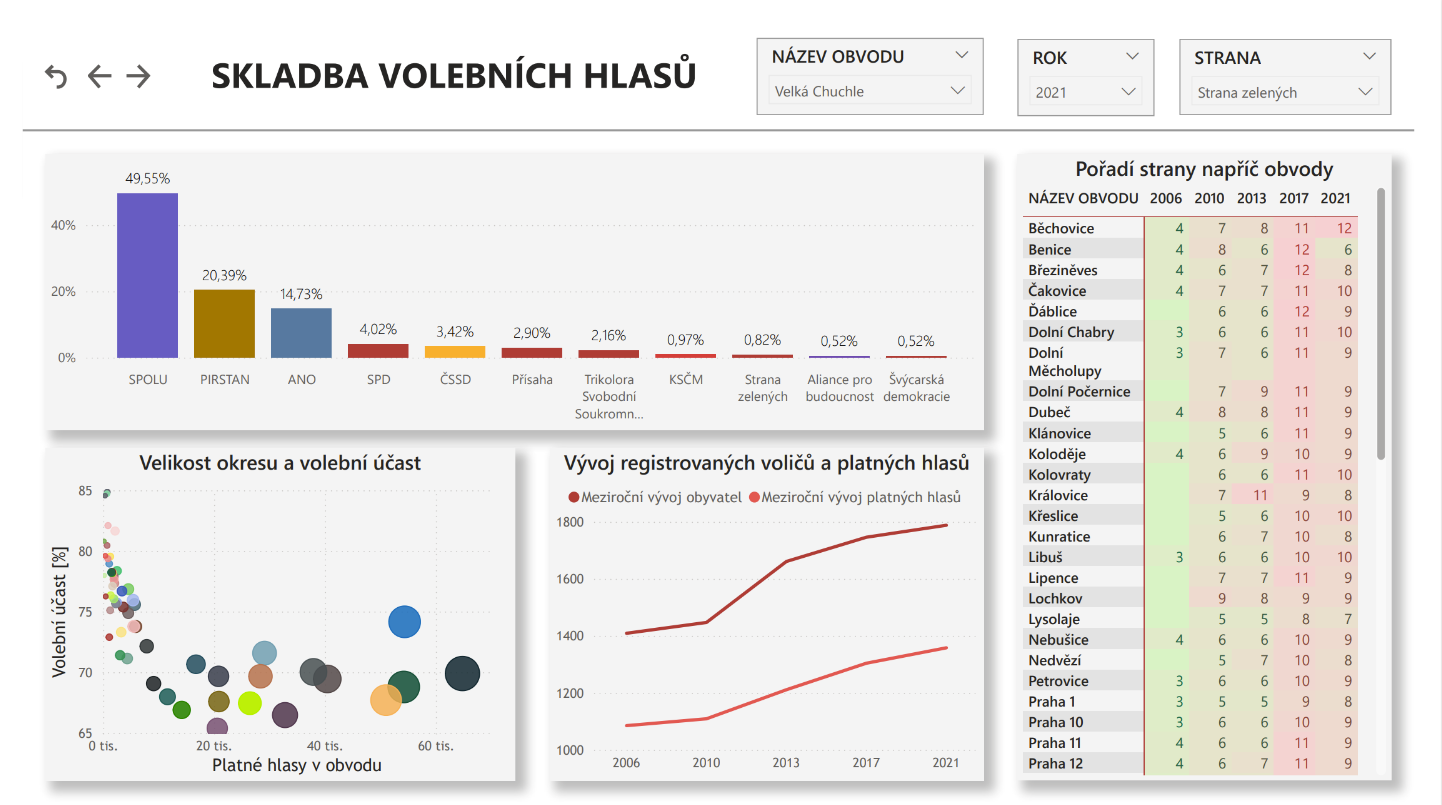 SKLADBA VOLEBNÍCH HLASŮ
NÁZEV OBVODU
Velká Chuchle
ROK
2021
STRANA
Strana zelených
49,55%
20,39%
14,73%
4,02%
3,42%
2,90%
2,16%
0,97%
0,82%
0,52%
0,52%
40%
20%
0%
SPOLU
PIRSTAN
ANO
SPD
ČSSD
Přísaha
Trikolora
Svobodní
Soukromn...
KSČM
Strana
zelených
Aliance pro
budoucnost
Švýcarská
demokracie
Velikost okresu a volební účast
Volební účast [%]
85
80
75
70
65
0 tis.
20 tis.
40 tis.
60 tis.
Platné hlasy v obvodu
Vývoj registrovaných voličů a platných hlasů
Meziroční vývoj obyvatel
Meziroční vývoj platných hlasů
1800
1600
1400
1200
1000
2006
2010
2013
2017
2021
Pořadí strany napříč obvody
NÁZEV OBVODU 2006 2010 2013 2017 2021
Běchovice 4 7 8 11 12
Benice 4 8 6 12 6
Březiněves 4 6 7 12 8
Čakovice 4 7 7 11 10
Ďáblice 6 6 12 9
Dolní Chabry 3 6 6 11 10
Dolní 3 7 6 11 9
Měcholupy
Dolní Počernice 7 9 11 9
Dubeč 4 8 8 11 9
Klánovice 5 6 11 9
Koloděje 4 6 9 10 9
Kolovraty 6 6 11 10
Královice 7 11 9 8
Křeslice 5 6 10 10
Kunratice 6 7 10 8
Libuš 3 6 6 10 10
Lipence 7 7 11 9
Lochkov 9 8 9 9
Lysolaje 5 5 8 7
Nebušice 4 6 6 10 9
Nedvězí 5 7 10 8
Petrovice 3 6 6 10 9
Praha 1 3 5 5 9 8
Praha 10 3 6 6 10 9
Praha 11 4 6 6 11 9
Praha 12 4 6 7 11 9